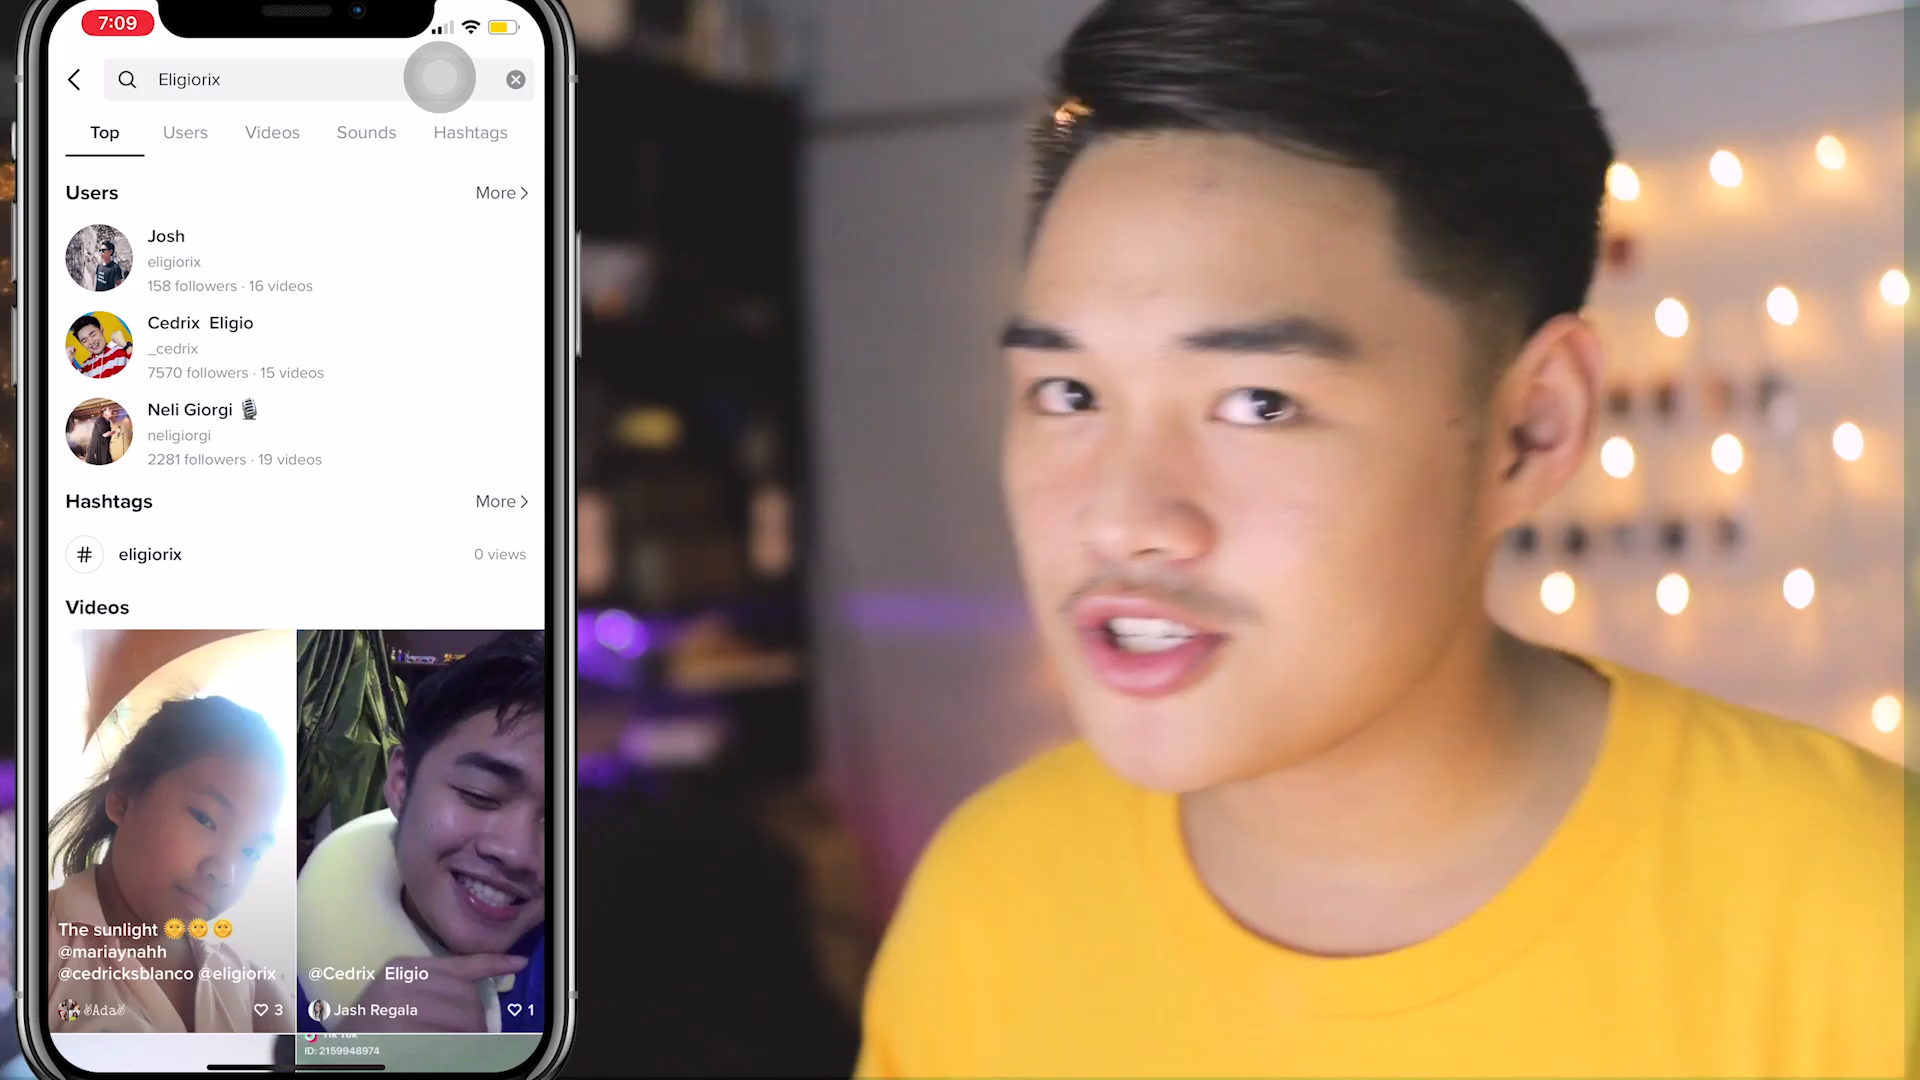 7:09
Eligiorix
Top Users Videos Sounds Hashtags
Users More
Josh
eligiorix
158 followers · 16 videos
Cedrix Eligio
_cedrix
7570 followers · 15 videos
Neli Giorgi
neligiorgi
2281 followers · 19 videos
Hashtags More
# eligiorix 0 views
Videos
The sunlight
@mariaynahh
@cedricksblanco @eligiorix
Ada 3
@Cedrix Eligio
Jash Regala 1
ID: 2159948974